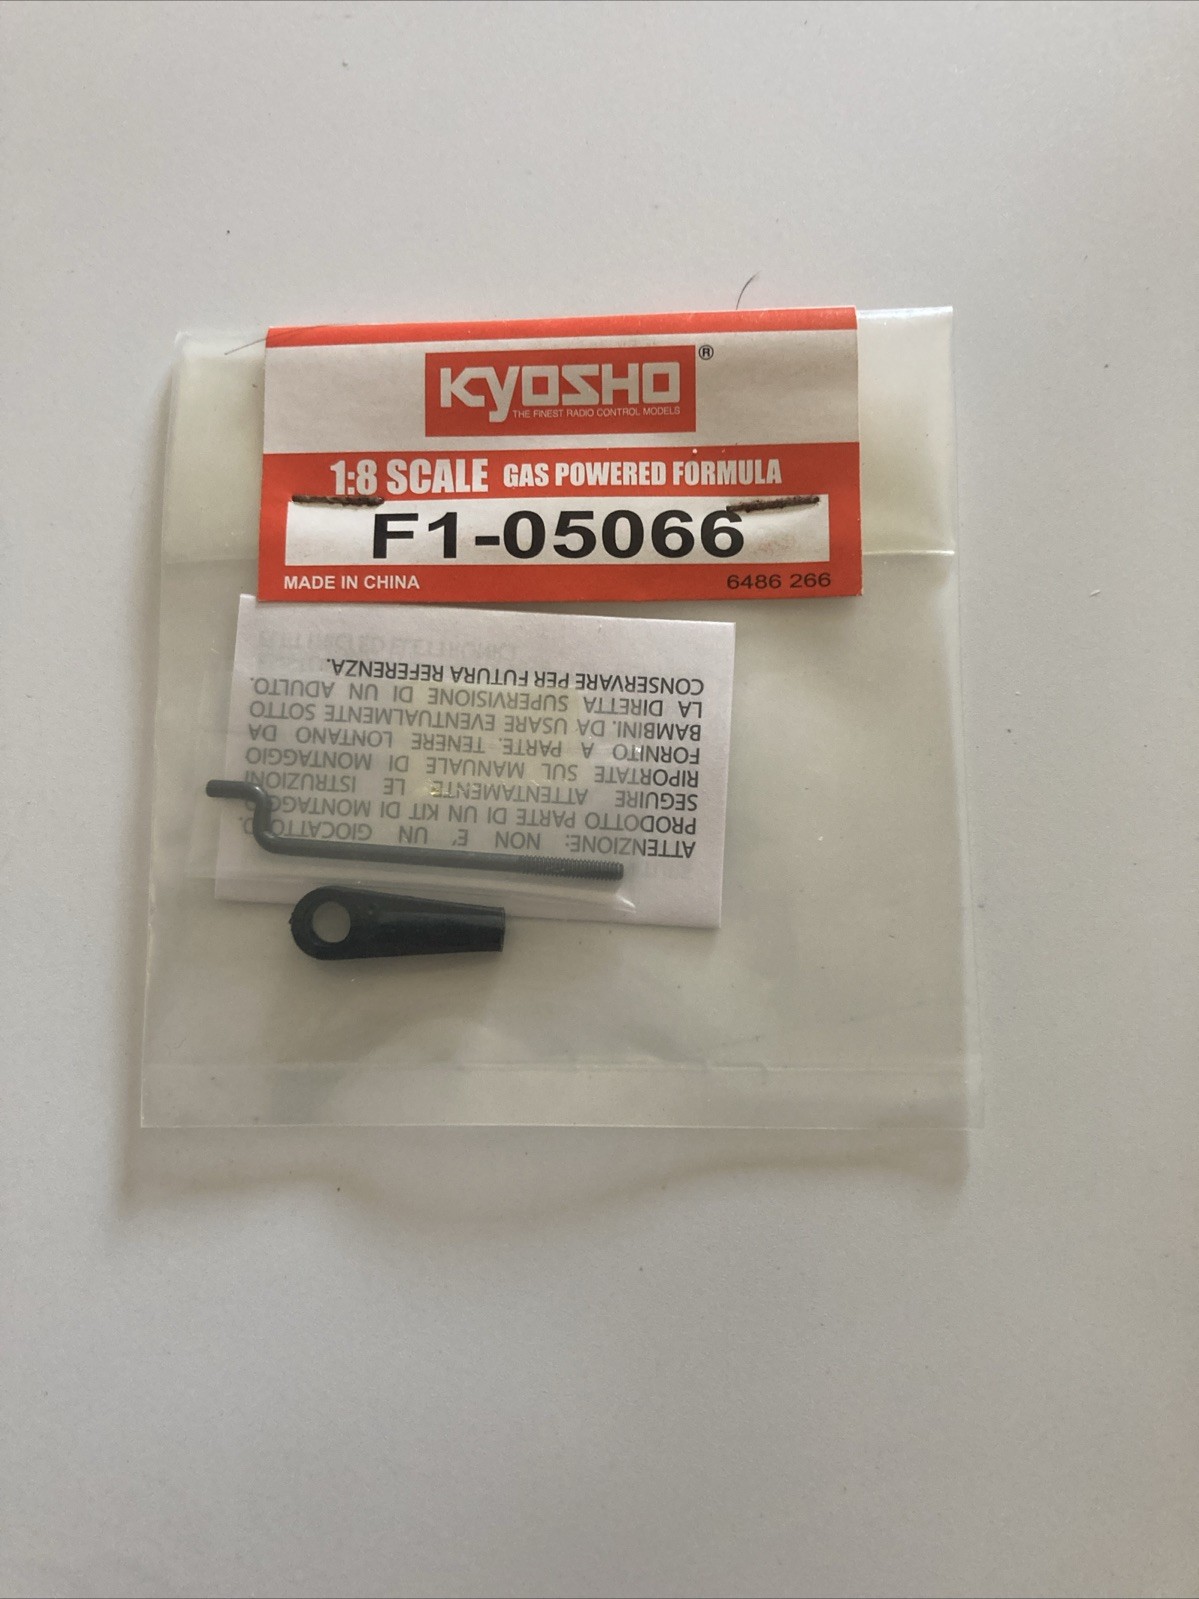 KYOSHO ®
THE FINEST RADIO CONTROL MODELS
1:8 SCALE GAS POWERED FORMULA
F1-05066
MADE IN CHINA 6486 266
ATTENZIONE: NON E' UN GIOCATTOLO.
PRODOTTO PARTE DI UN KIT DI MONTAGGIO
SEGUIRE ATTENTAMENTE LE ISTRUZIONI
RIPORTATE SUL MANUALE DI MONTAGGIO
FORNITO A PARTE. TENERE LONTANO DA
BAMBINI. DA USARE EVENTUALMENTE SOTTO
LA DIRETTA SUPERVISIONE DI UN ADULTO.
CONSERVARE PER FUTURA REFERENZA.